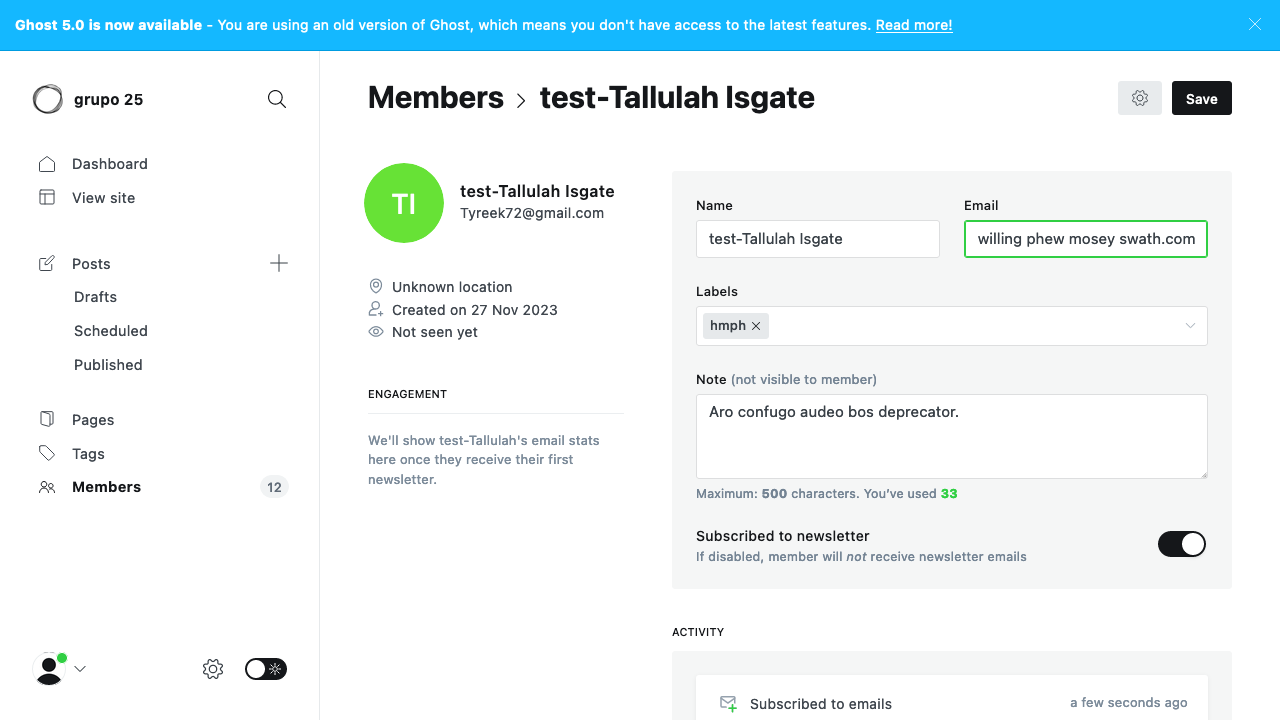 Ghost 5.0 is now available - You are using an old version of Ghost, which means you don't have access to the latest features. Read more!
grupo 25
Members
test-Tallulah Isgate
Save
Dashboard
View site
Posts
Drafts
Scheduled
Published
Pages
Tags
Members
12
TI
test-Tallulah Isgate
Tyreek72@gmail.com
Unknown location
Created on 27 Nov 2023
Not seen yet
ENGAGEMENT
We'll show test-Tallulah's email stats
here once they receive their first
newsletter.
Name
test-Tallulah Isgate
Email
willing phew mosey swath.com
Labels
hmph
Note (not visible to member)
Aro confugo audeo bos deprecator.
Maximum: 500 characters. You've used 33
Subscribed to newsletter
If disabled, member will not receive newsletter emails
ACTIVITY
Subscribed to emails
a few seconds ago